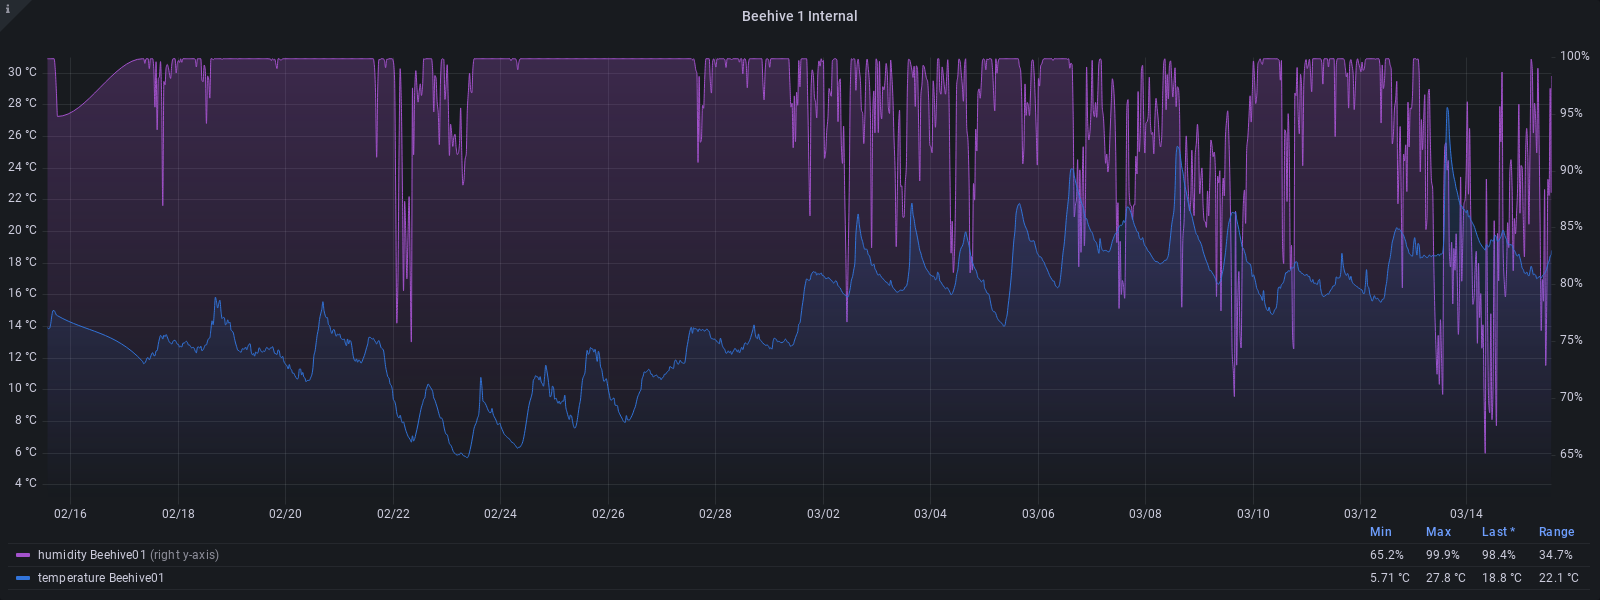 i
Beehive 1 Internal
30 °C
28 °C
26 °C
24 °C
22 °C
20 °C
18 °C
16 °C
14 °C
12 °C
10 °C
8 °C
6 °C
4 °C
100%
95%
90%
85%
80%
75%
70%
65%
02/16 02/18 02/20 02/22 02/24 02/26 02/28 03/02 03/04 03/06 03/08 03/10 03/12 03/14
Min Max Last * Range
humidity Beehive01 (right y-axis) 65.2% 99.9% 98.4% 34.7%
temperature Beehive01 5.71 °C 27.8 °C 18.8 °C 22.1 °C